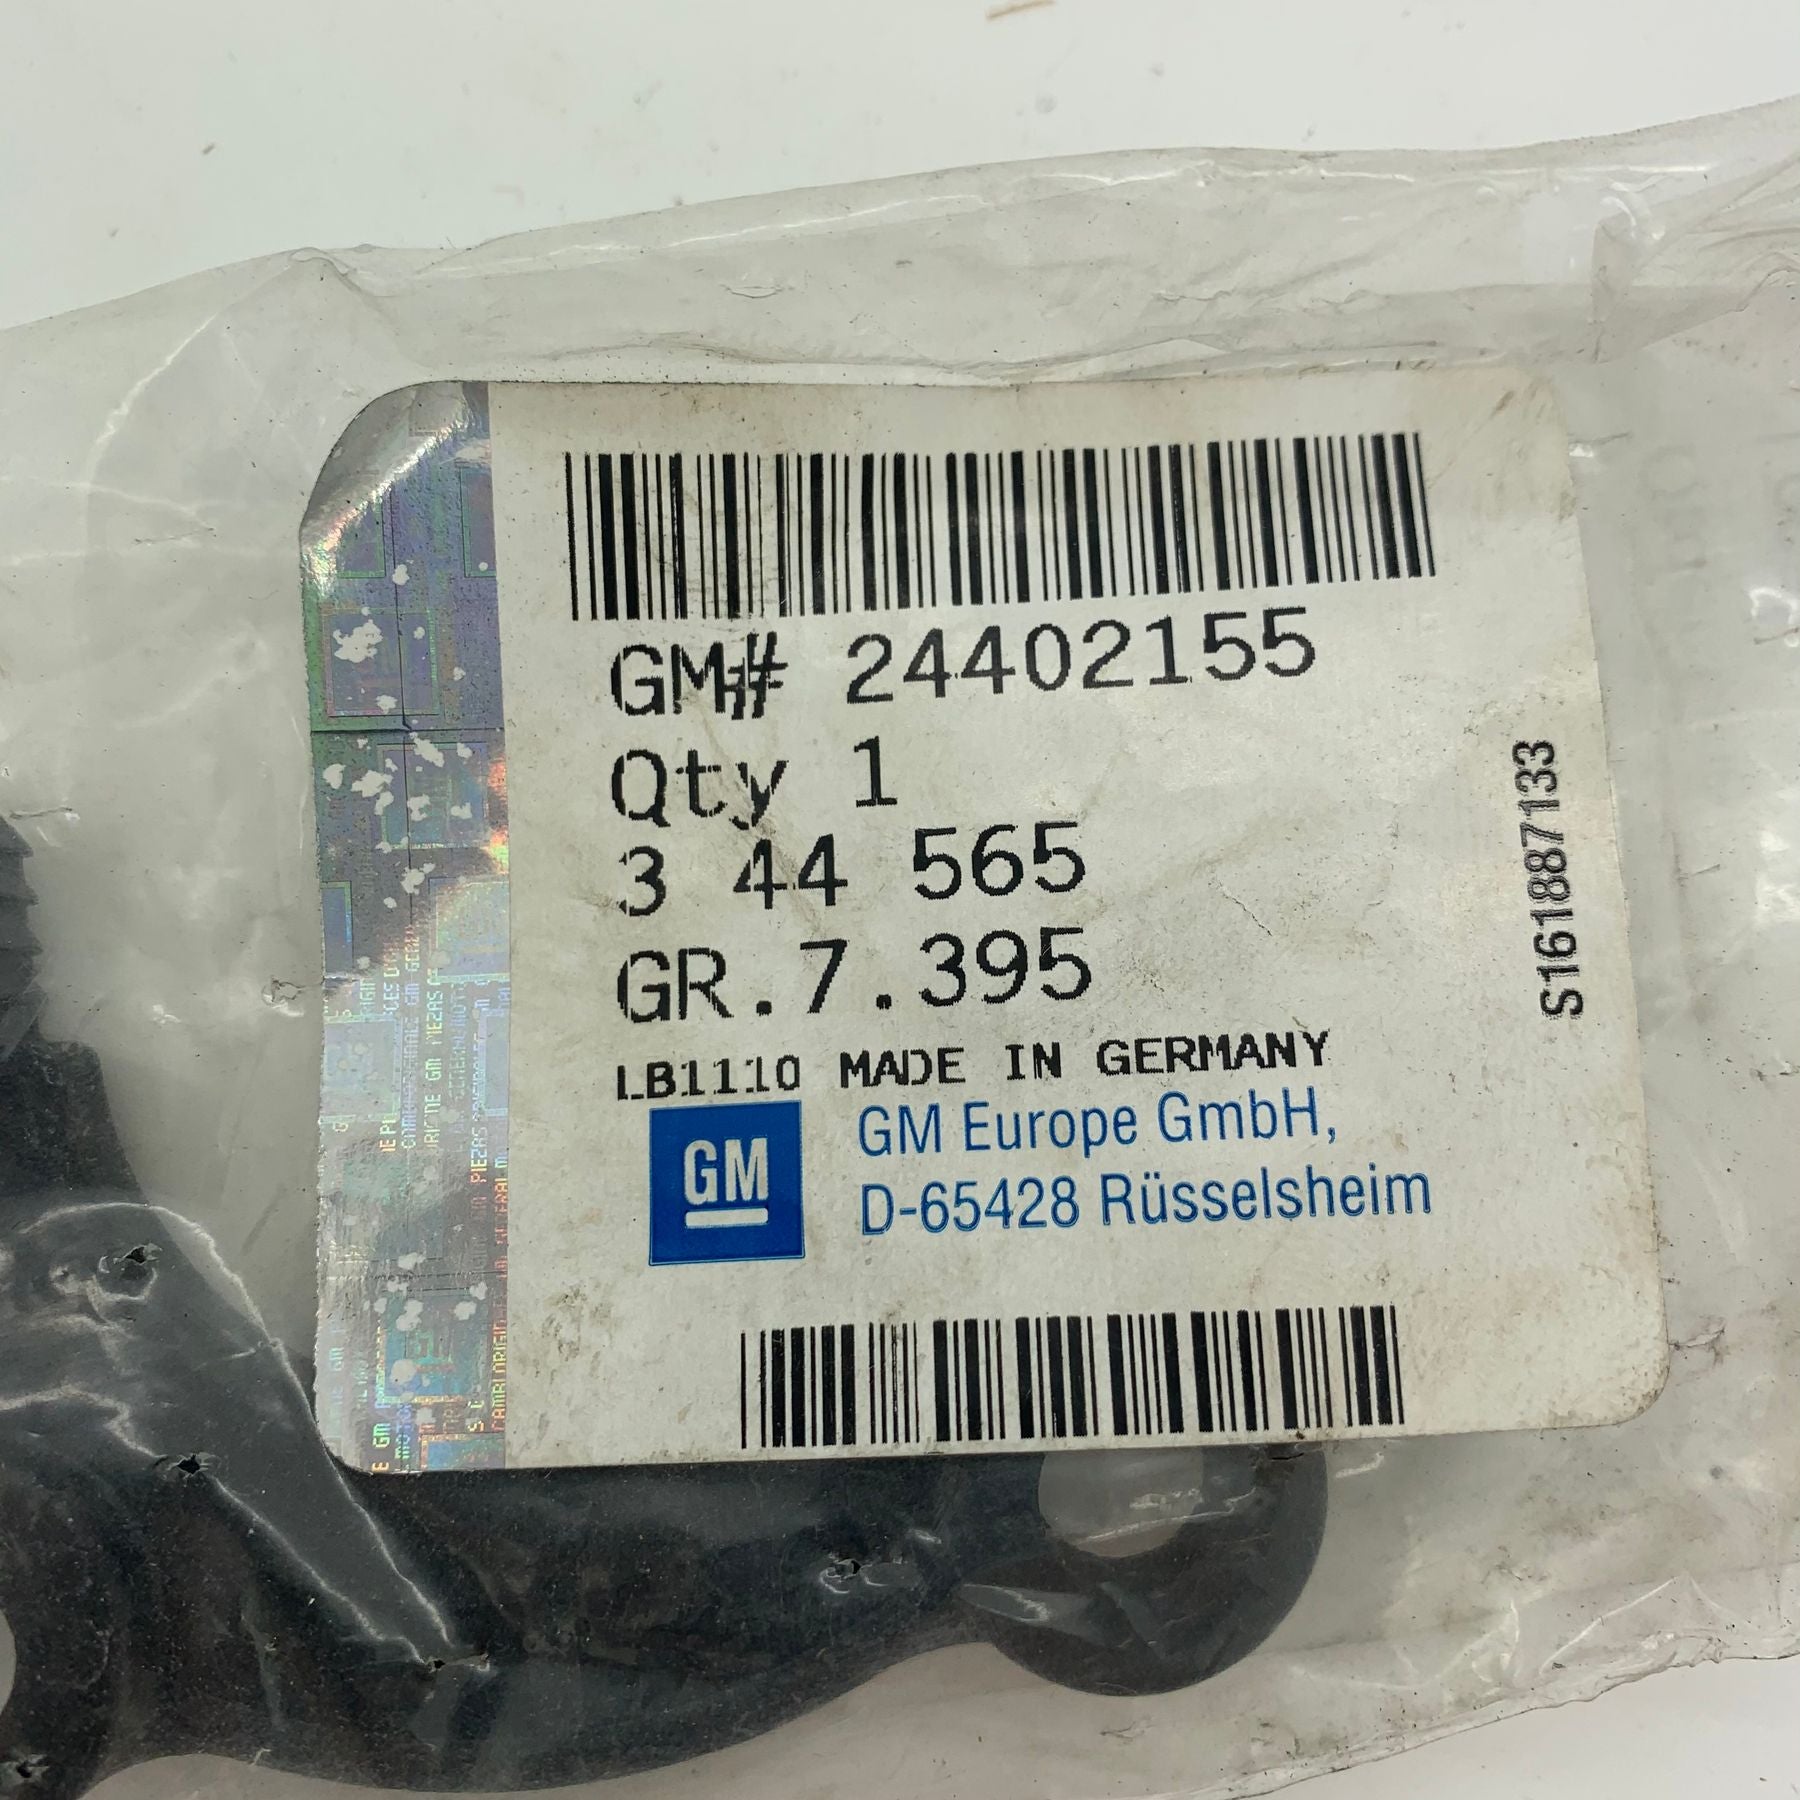 GM# 24402155
Qty 1
3 44 565
GR.7.395
LB1110 MADE IN GERMANY
GM
GM Europe GmbH,
D-65428 Rüsselsheim
S161887133